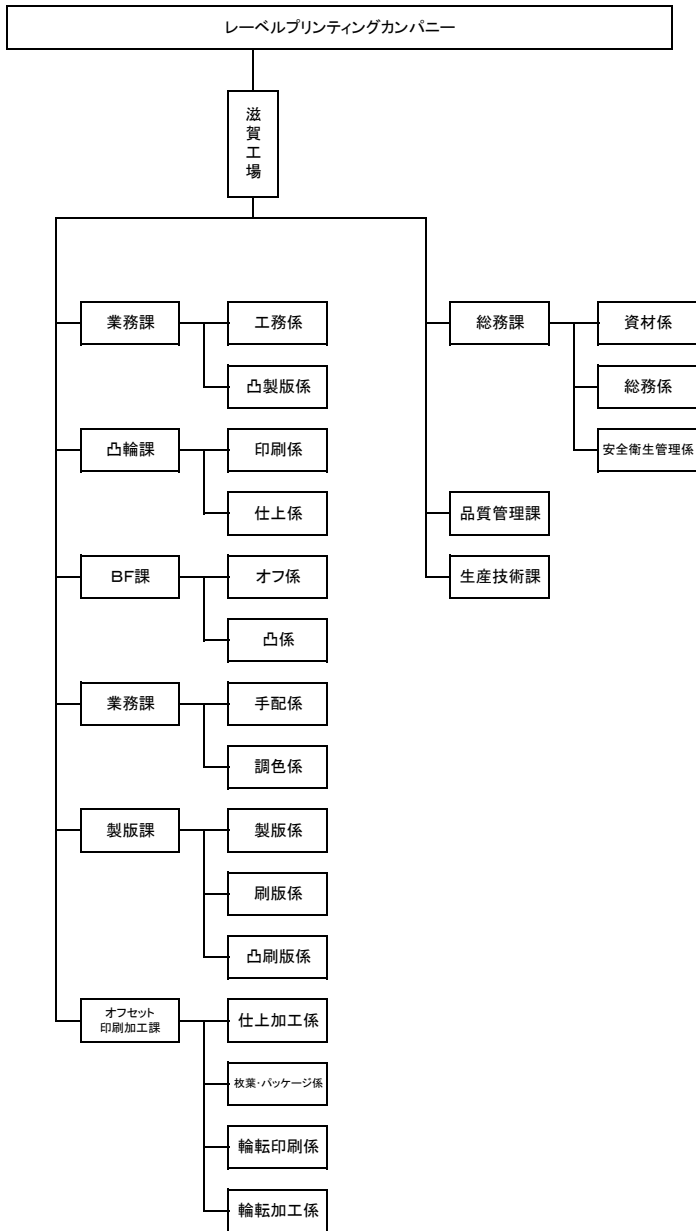 レーベルプリンティングカンパニー
滋賀工場
業務課
工務係
凸製版係
凸輪課
印刷係
仕上係
ＢＦ課
オフ係
凸係
業務課
手配係
調色係
製版課
製版係
刷版係
凸刷版係
オフセット
印刷加工課
仕上加工係
枚葉・パッケージ係
輪転印刷係
輪転加工係
総務課
資材係
総務係
安全衛生管理係
品質管理課
生産技術課